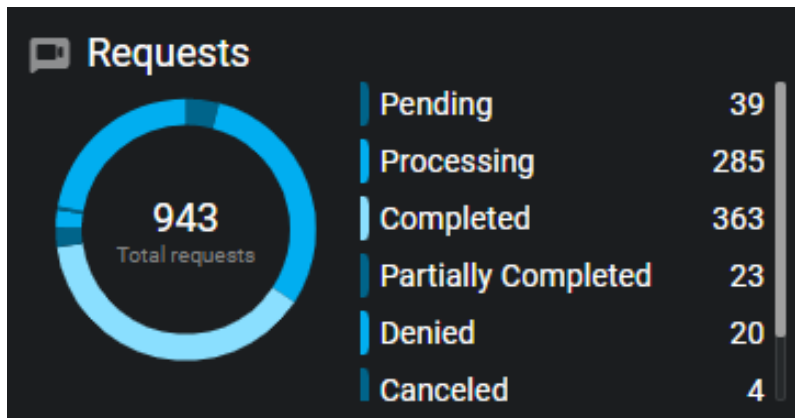 Requests
943
Total requests
Pending 39
Processing 285
Completed 363
Partially Completed 23
Denied 20
Canceled 4